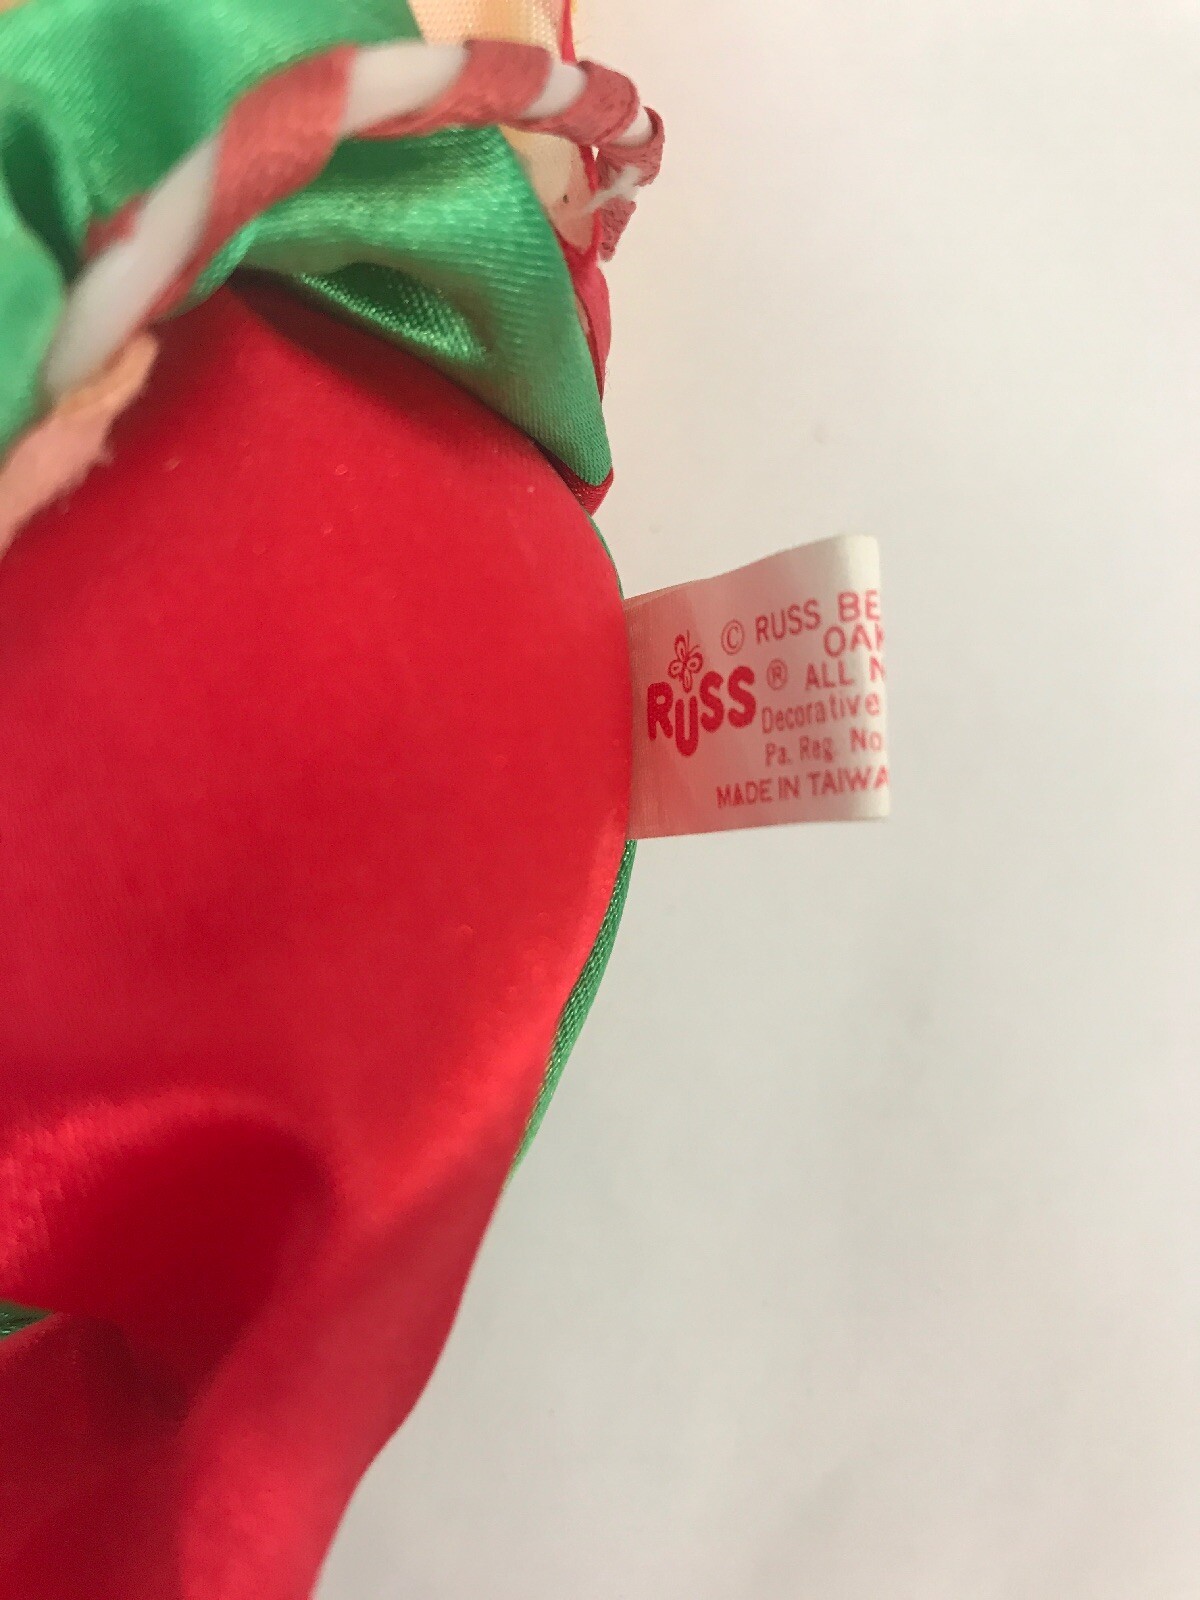 © RUSS BE
OAK
RUSS ® ALL N
Decorative
Pa. Reg. No.
MADE IN TAIWA